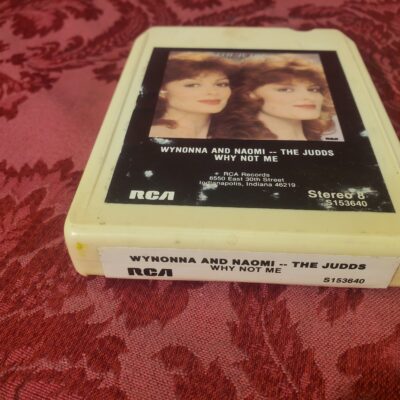 WYNONNA AND NAOMI -- THE JUDDS
WHY NOT ME
RCA Records
6550 East 30th Street
Indianapolis, Indiana 46219
RCA
Stereo 8
S153640
WYNONNA AND NAOMI -- THE JUDDS
RCA
WHY NOT ME
S153640